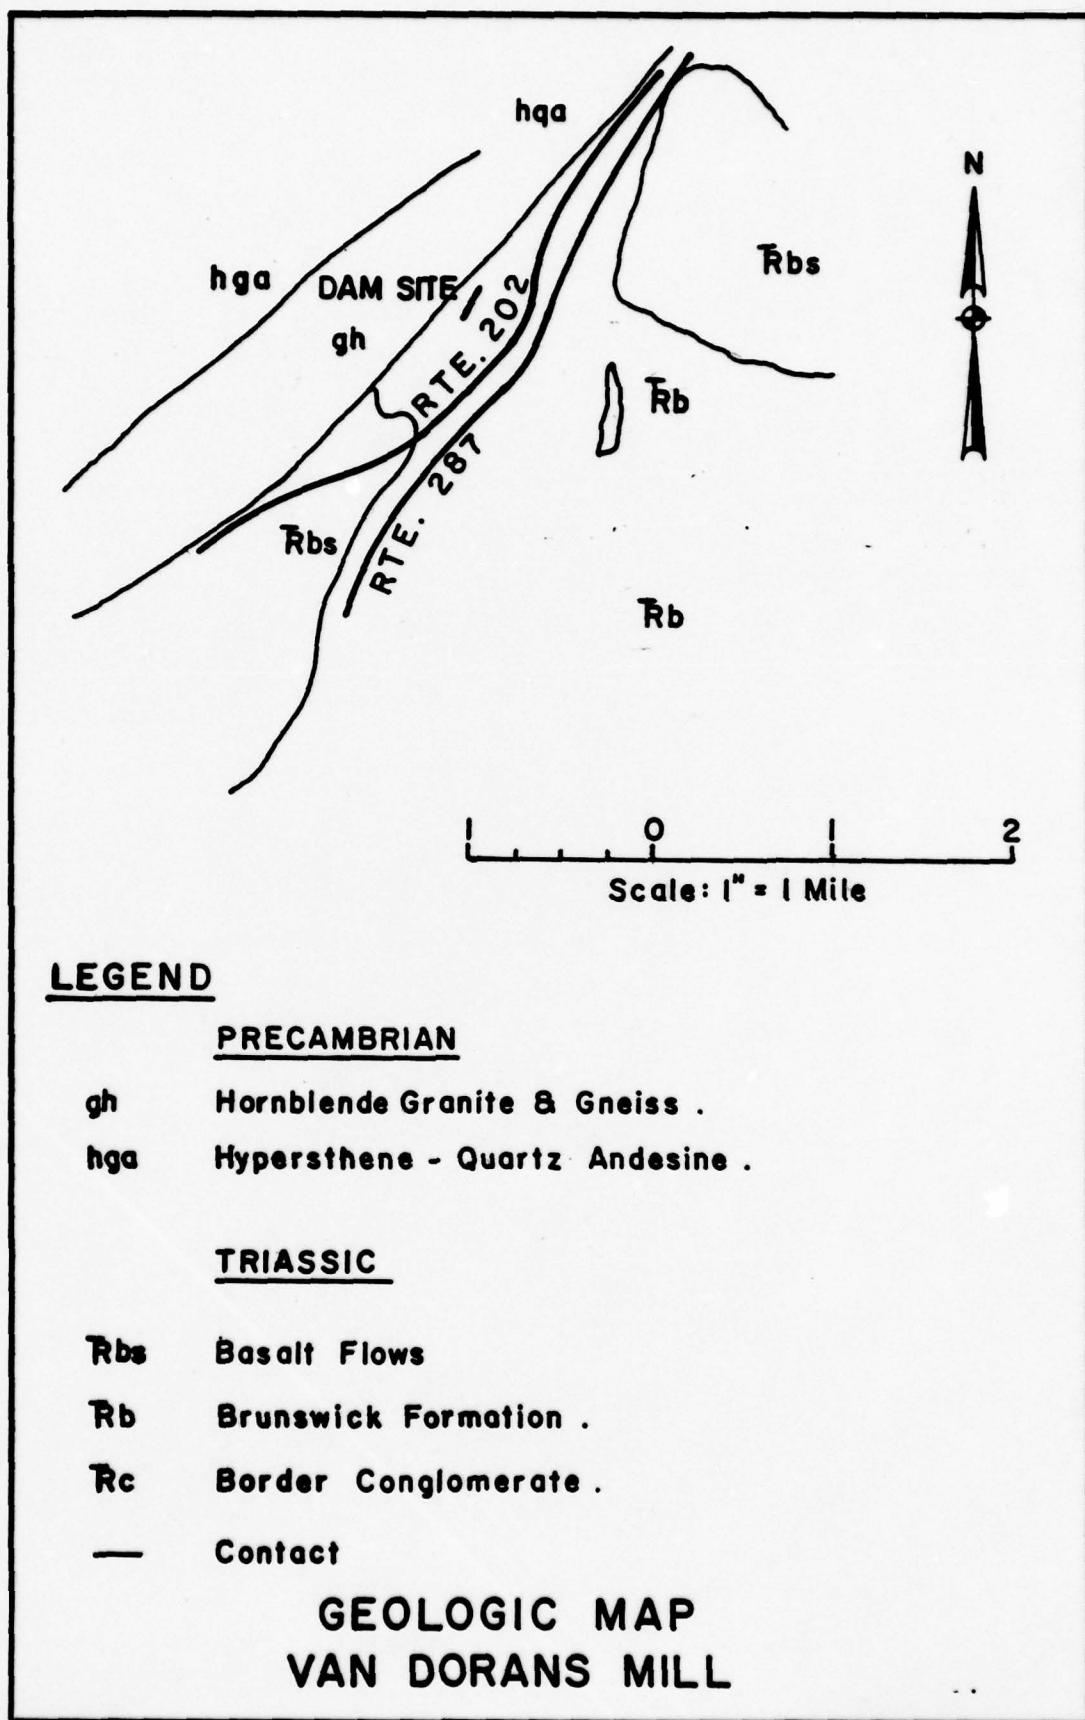 hqa
N
hga
DAM SITE
T̶Rbs
gh
RTE. 202
T̶Rb
RTE. 287
T̶Rbs
T̶Rb
1 0 1 2
Scale: 1" = 1 Mile
LEGEND
PRECAMBRIAN
gh Hornblende Granite & Gneiss .
hga Hypersthene - Quartz Andesine .
TRIASSIC
T̶Rbs Basalt Flows
T̶Rb Brunswick Formation .
T̶Rc Border Conglomerate .
— Contact
GEOLOGIC MAP
VAN DORANS MILL